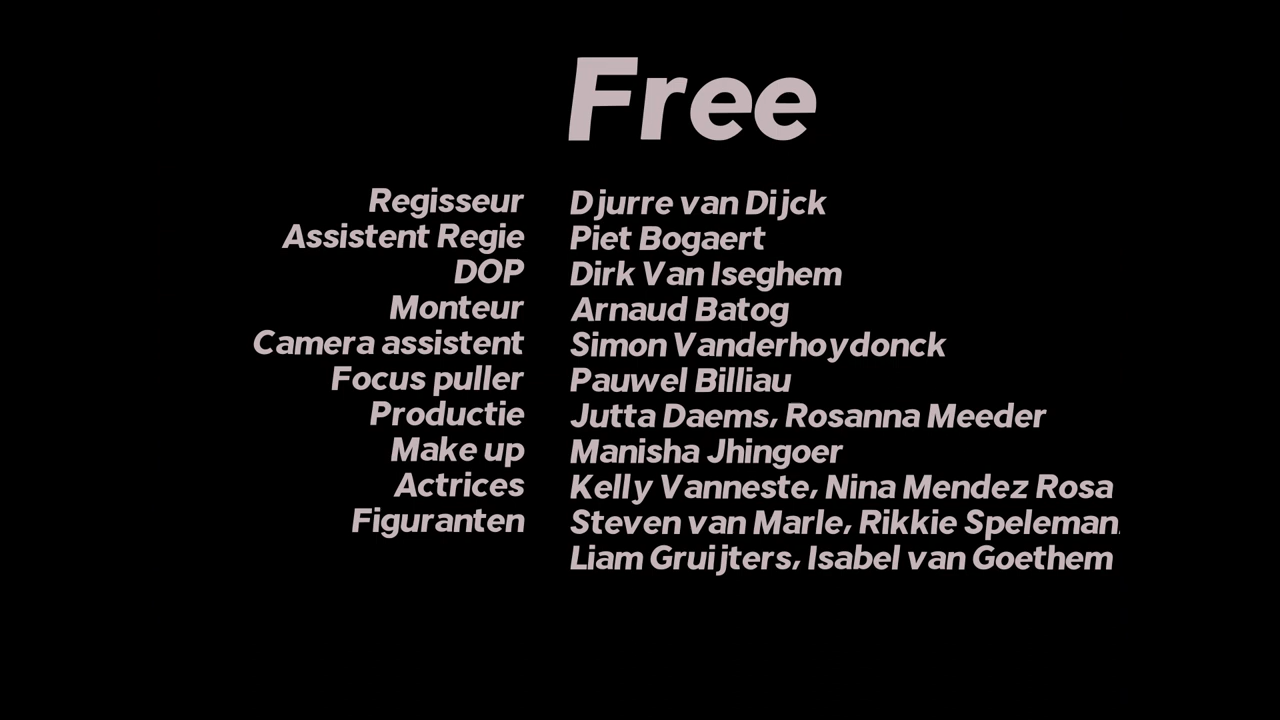 Free
Regisseur Djurre van Dijck
Assistent Regie Piet Bogaert
DOP Dirk Van Iseghem
Monteur Arnaud Batog
Camera assistent Simon Vanderhoydonck
Focus puller Pauwel Billiau
Productie Jutta Daems, Rosanna Meeder
Make up Manisha Jhingoer
Actrices Kelly Vanneste, Nina Mendez Rosa
Figuranten Steven van Marle, Rikkie Speleman
Liam Gruijters, Isabel van Goethem